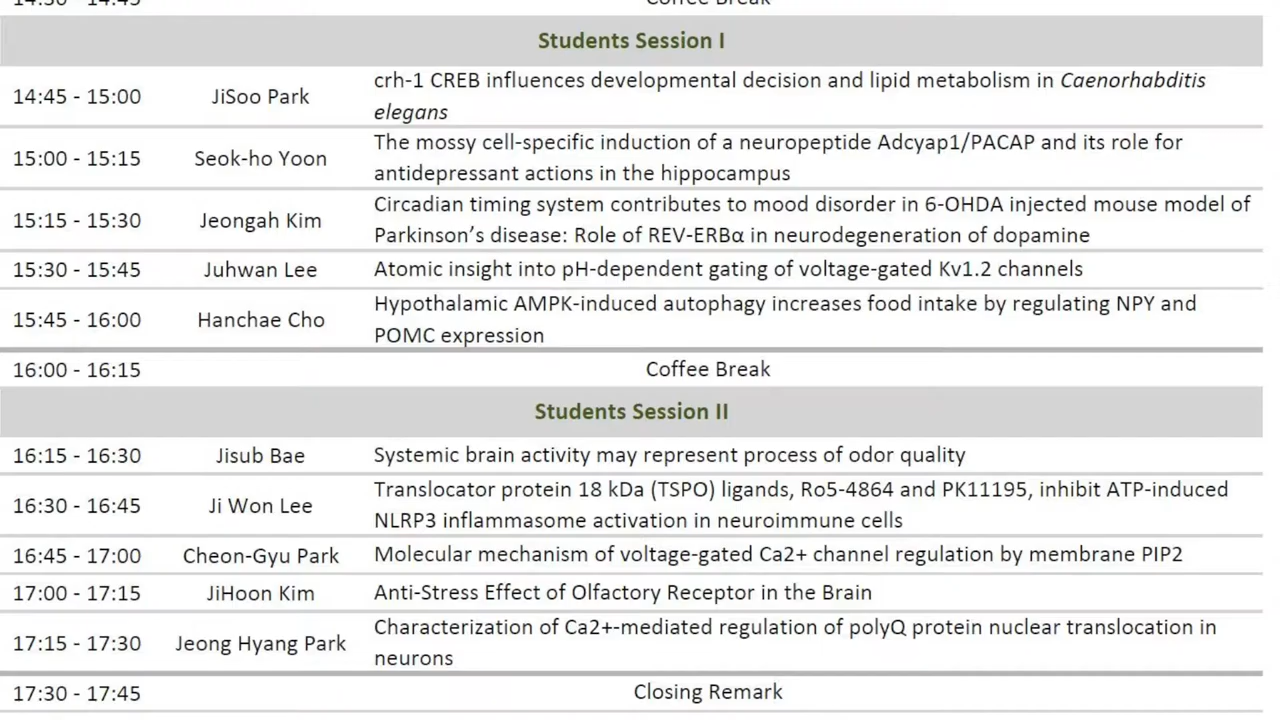 14:30 - 14:45 Coffee Break
Students Session I
14:45 - 15:00 JiSoo Park crh-1 CREB influences developmental decision and lipid metabolism in Caenorhabditis
elegans
15:00 - 15:15 Seok-ho Yoon The mossy cell-specific induction of a neuropeptide Adcyap1/PACAP and its role for
antidepressant actions in the hippocampus
15:15 - 15:30 Jeongah Kim Circadian timing system contributes to mood disorder in 6-OHDA injected mouse model of
Parkinson’s disease: Role of REV-ERBα in neurodegeneration of dopamine
15:30 - 15:45 Juhwan Lee Atomic insight into pH-dependent gating of voltage-gated Kv1.2 channels
15:45 - 16:00 Hanchae Cho Hypothalamic AMPK-induced autophagy increases food intake by regulating NPY and
POMC expression
16:00 - 16:15 Coffee Break
Students Session II
16:15 - 16:30 Jisub Bae Systemic brain activity may represent process of odor quality
16:30 - 16:45 Ji Won Lee Translocator protein 18 kDa (TSPO) ligands, Ro5-4864 and PK11195, inhibit ATP-induced
NLRP3 inflammasome activation in neuroimmune cells
16:45 - 17:00 Cheon-Gyu Park Molecular mechanism of voltage-gated Ca2+ channel regulation by membrane PIP2
17:00 - 17:15 JiHoon Kim Anti-Stress Effect of Olfactory Receptor in the Brain
17:15 - 17:30 Jeong Hyang Park Characterization of Ca2+-mediated regulation of polyQ protein nuclear translocation in
neurons
17:30 - 17:45 Closing Remark